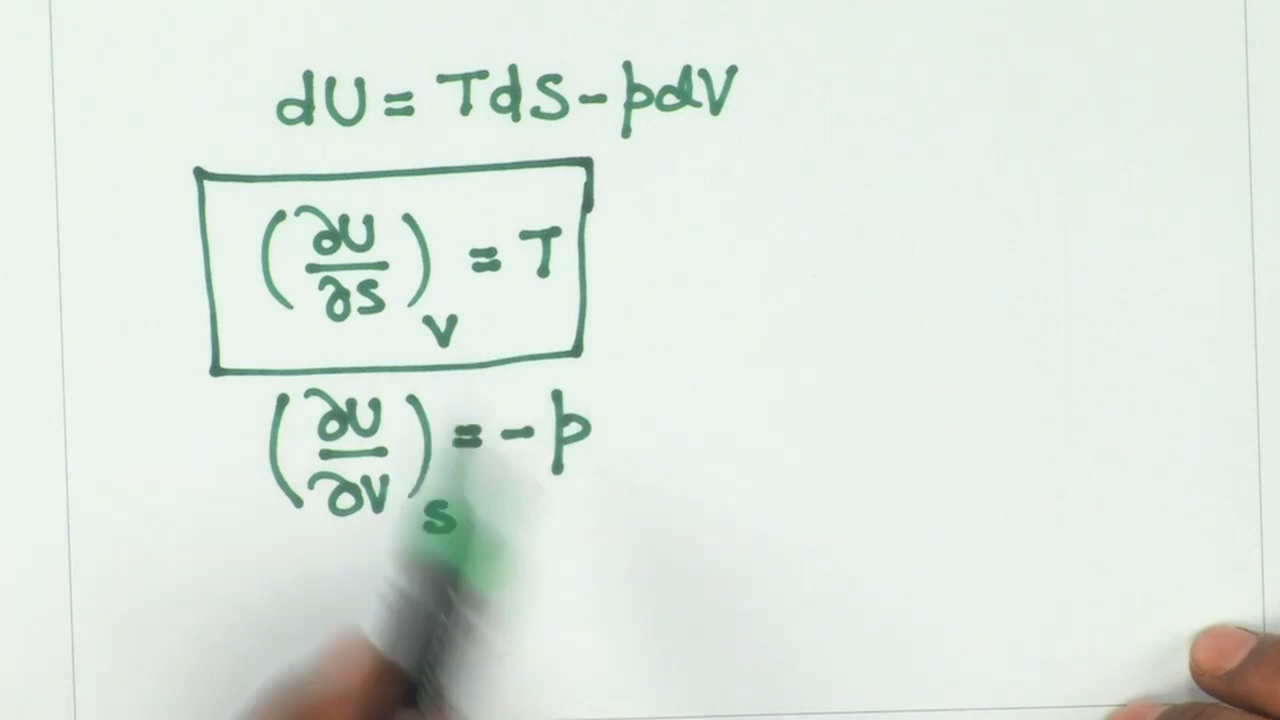 dU = TdS - pdV
(∂U/∂S)_V = T
(∂U/∂V)_S = - p